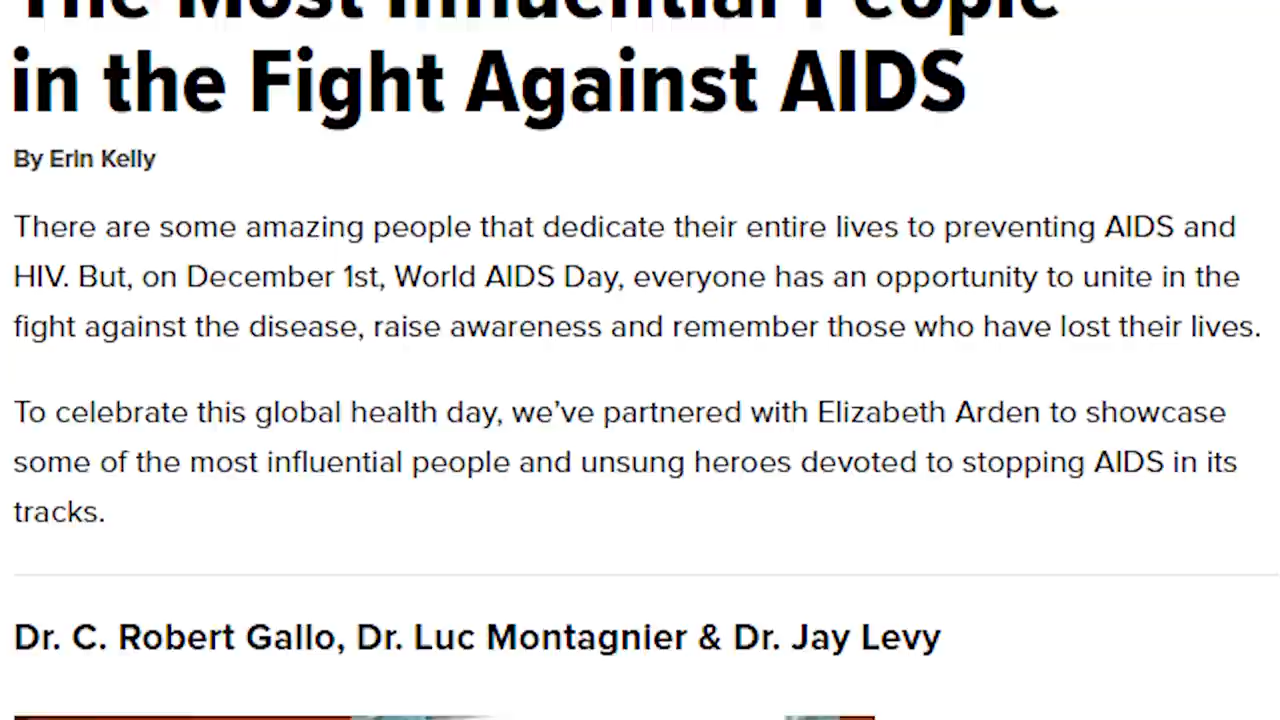 The Most Influential People
in the Fight Against AIDS
By Erin Kelly
There are some amazing people that dedicate their entire lives to preventing AIDS and
HIV. But, on December 1st, World AIDS Day, everyone has an opportunity to unite in the
fight against the disease, raise awareness and remember those who have lost their lives.
To celebrate this global health day, we’ve partnered with Elizabeth Arden to showcase
some of the most influential people and unsung heroes devoted to stopping AIDS in its
tracks.
Dr. C. Robert Gallo, Dr. Luc Montagnier & Dr. Jay Levy